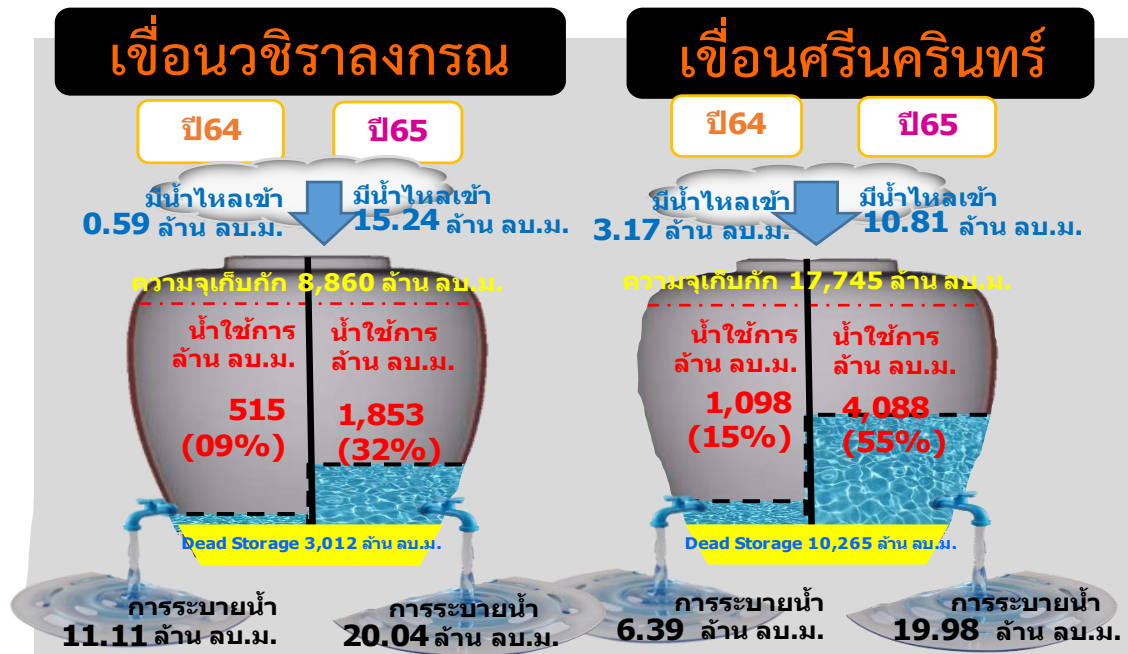 เขื่อนวชิราลงกรณ
ปี64
ปี65
มีน้ำไหลเข้า
0.59 ล้าน ลบ.ม.
มีน้ำไหลเข้า
15.24 ล้าน ลบ.ม.
ความจุเก็บกัก 8,860 ล้าน ลบ.ม.
น้ำใช้การ
ล้าน ลบ.ม.
515
(09%)
น้ำใช้การ
ล้าน ลบ.ม.
1,853
(32%)
Dead Storage 3,012 ล้าน ลบ.ม.
การระบายน้ำ
11.11 ล้าน ลบ.ม.
การระบายน้ำ
20.04 ล้าน ลบ.ม.
เขื่อนศรีนครินทร์
ปี64
ปี65
มีน้ำไหลเข้า
3.17 ล้าน ลบ.ม.
มีน้ำไหลเข้า
10.81 ล้าน ลบ.ม.
ความจุเก็บกัก 17,745 ล้าน ลบ.ม.
น้ำใช้การ
ล้าน ลบ.ม.
1,098
(15%)
น้ำใช้การ
ล้าน ลบ.ม.
4,088
(55%)
Dead Storage 10,265 ล้าน ลบ.ม.
การระบายน้ำ
6.39 ล้าน ลบ.ม.
การระบายน้ำ
19.98 ล้าน ลบ.ม.